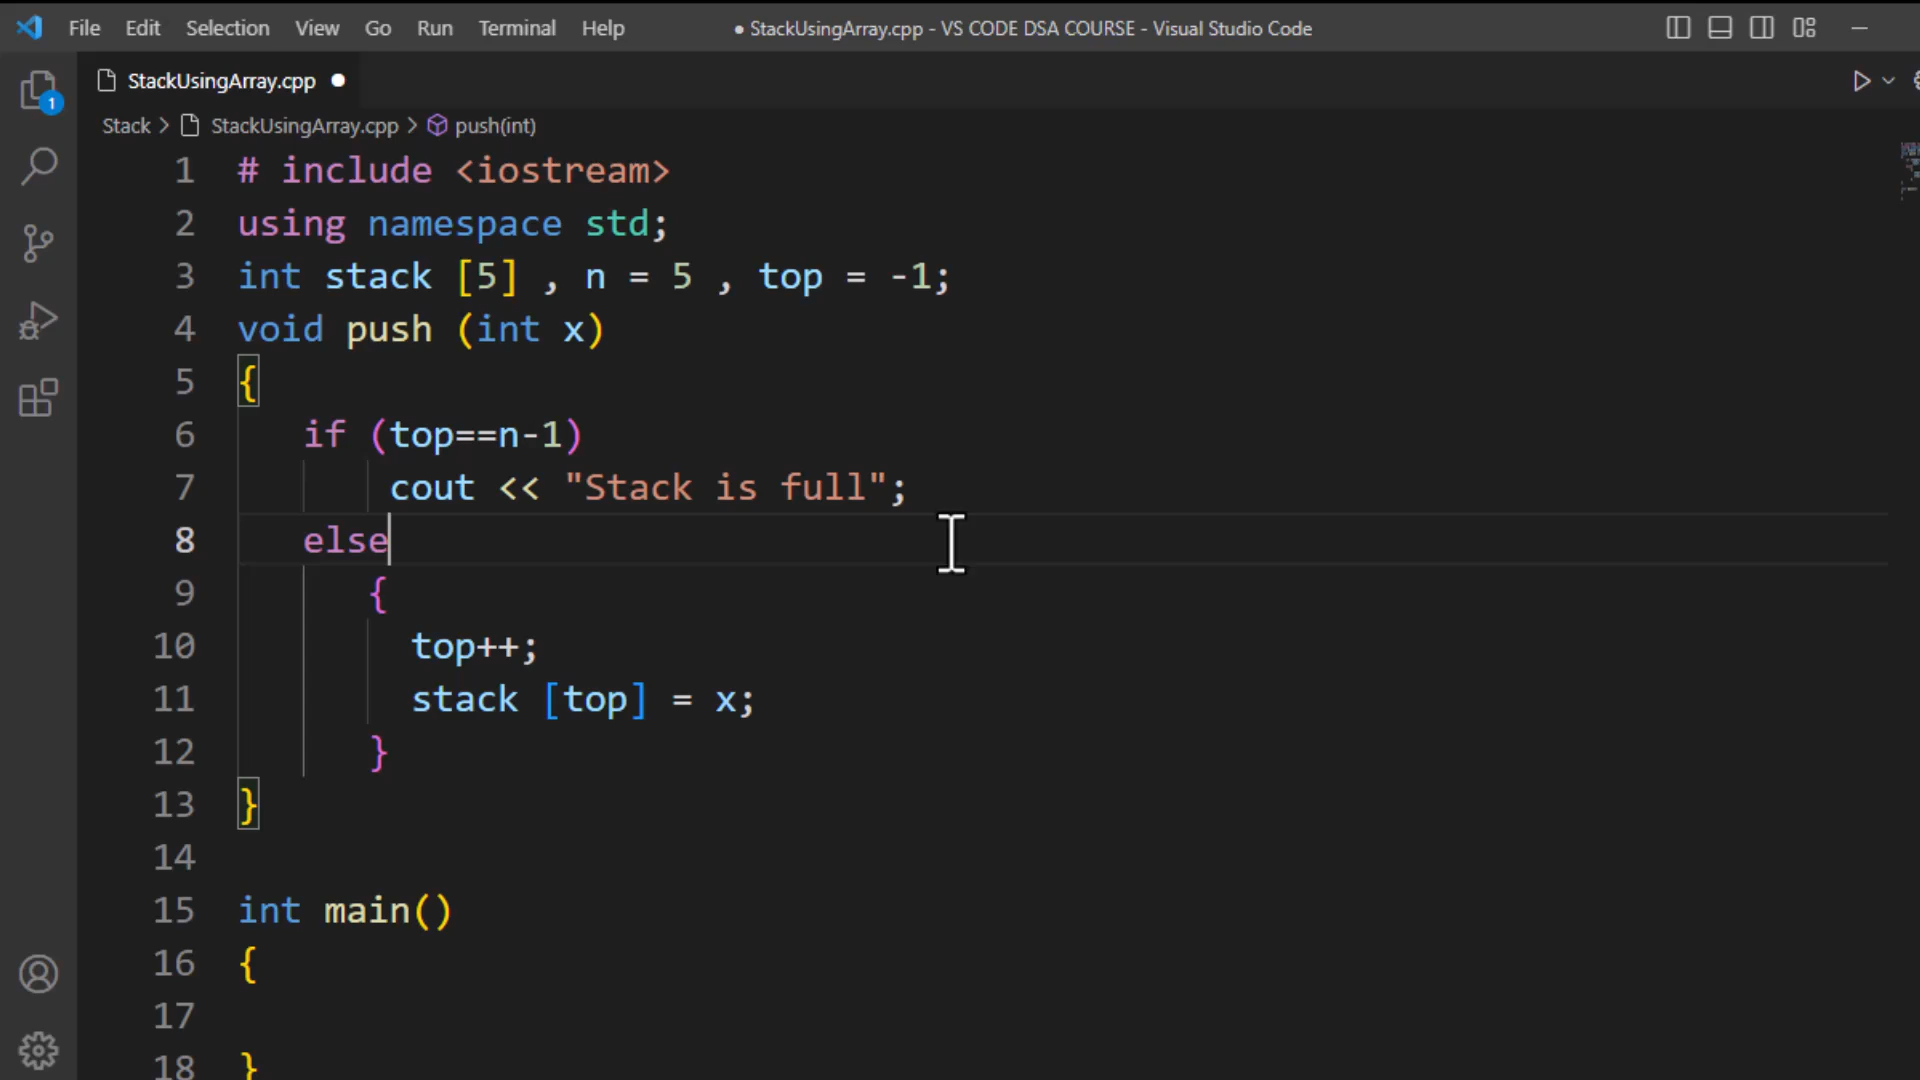 File Edit Selection View Go Run Terminal Help ● StackUsingArray.cpp - VS CODE DSA COURSE - Visual Studio Code
StackUsingArray.cpp ●
1
Stack > StackUsingArray.cpp > push(int)
1 # include <iostream>
2 using namespace std;
3 int stack [5] , n = 5 , top = -1;
4 void push (int x)
5 {
6 if (top==n-1)
7 cout << "Stack is full";
8 else
9 {
10 top++;
11 stack [top] = x;
12 }
13 }
14
15 int main()
16 {
17
18 }